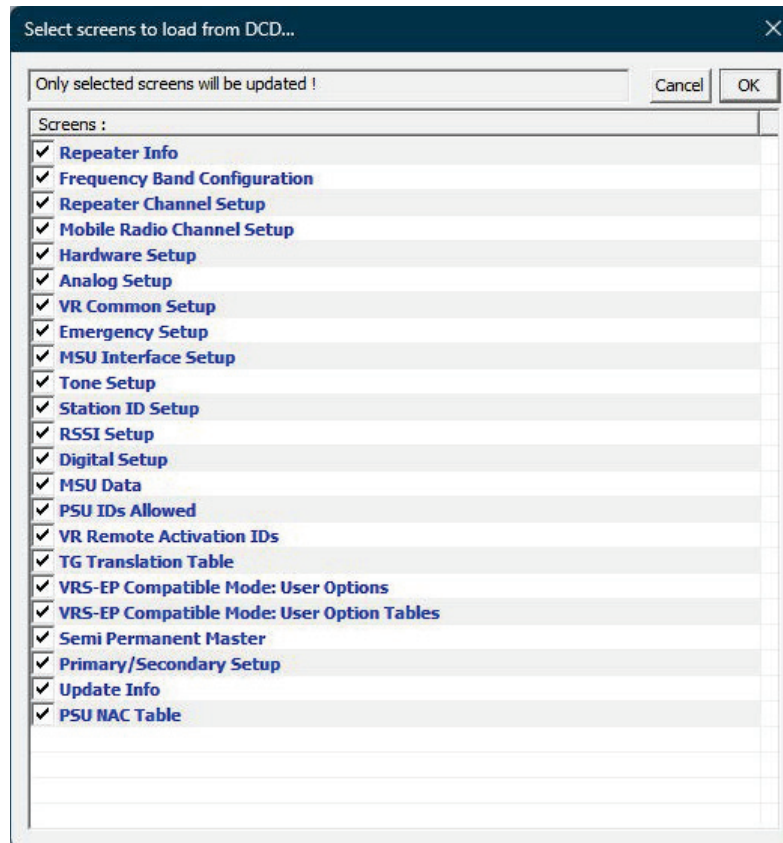 Select screens to load from DCD...
Only selected screens will be updated !
Cancel
OK
Screens :
Repeater Info
Frequency Band Configuration
Repeater Channel Setup
Mobile Radio Channel Setup
Hardware Setup
Analog Setup
VR Common Setup
Emergency Setup
MSU Interface Setup
Tone Setup
Station ID Setup
RSSI Setup
Digital Setup
MSU Data
PSU IDs Allowed
VR Remote Activation IDs
TG Translation Table
VRS-EP Compatible Mode: User Options
VRS-EP Compatible Mode: User Option Tables
Semi Permanent Master
Primary/Secondary Setup
Update Info
PSU NAC Table